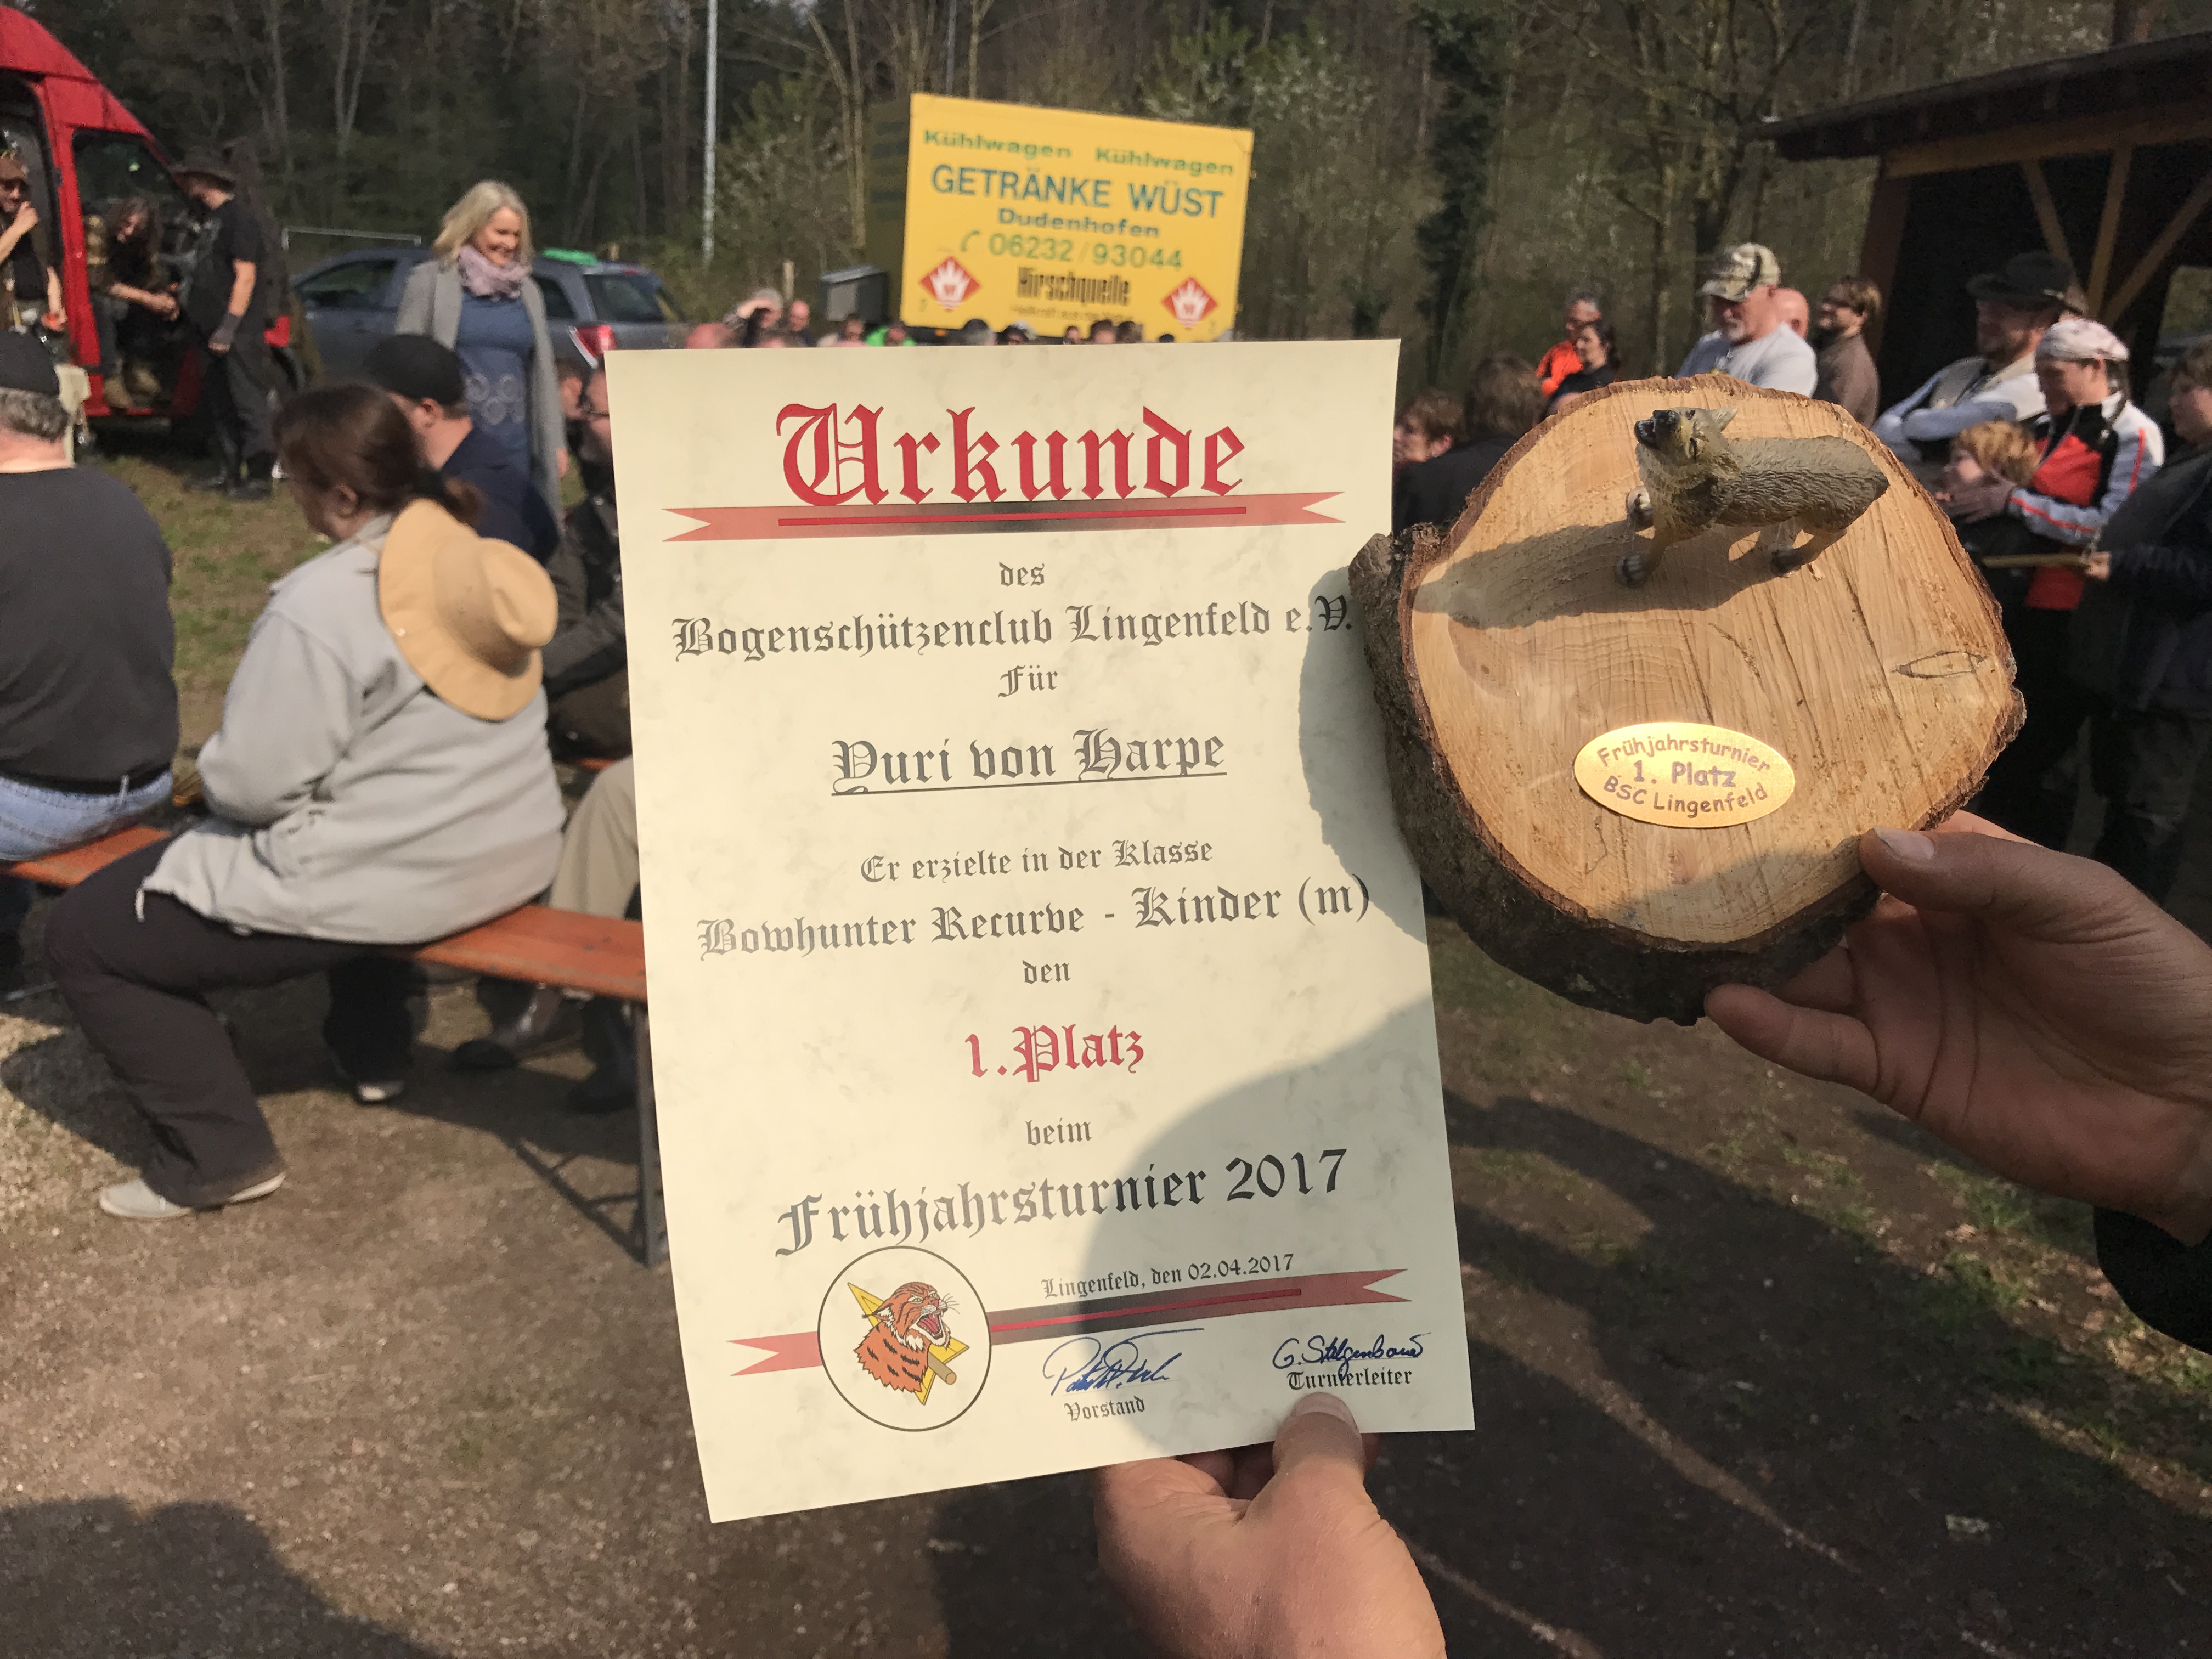 Kühlwagen Kühlwagen
GETRÄNKE WÜST
Dudenhofen
06232/93044
Hirschquelle
Urkunde
des
Bogenschützenclub Lingenfeld e.V.
Für
Yuri von Harpe
Er erzielte in der Klasse
Bowhunter Recurve - Kinder (m)
den
1.Platz
beim
Frühjahrsturnier 2017
Lingenfeld, den 02.04.2017
Vorstand
Turnierleiter
Frühjahrsturnier
1. Platz
BSC Lingenfeld